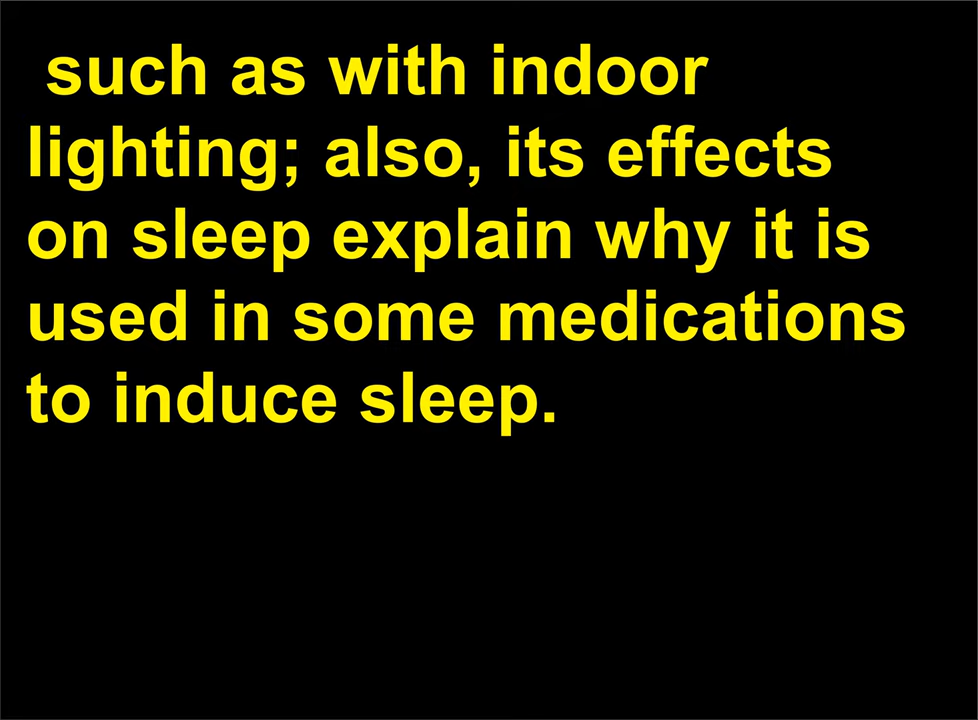 such as with indoor
lighting; also, its effects
on sleep explain why it is
used in some medications
to induce sleep.